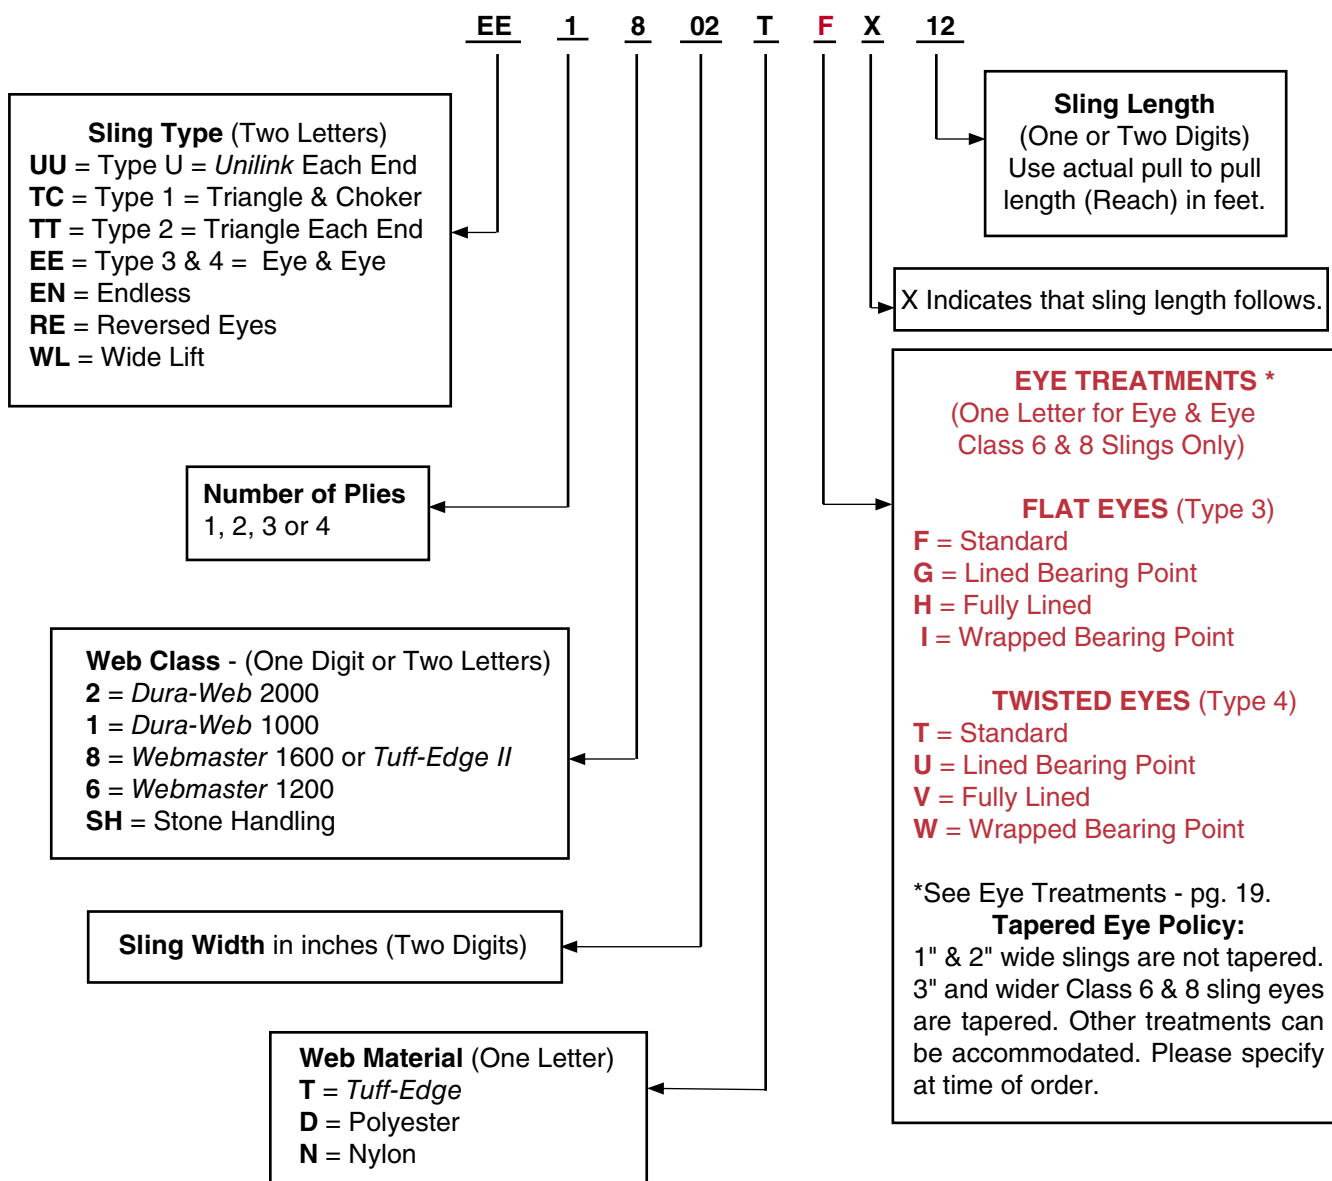 EE 1 8 02 T F X 12
Sling Type (Two Letters)
UU = Type U = Unilink Each End
TC = Type 1 = Triangle & Choker
TT = Type 2 = Triangle Each End
EE = Type 3 & 4 = Eye & Eye
EN = Endless
RE = Reversed Eyes
WL = Wide Lift
Number of Plies
1, 2, 3 or 4
Web Class - (One Digit or Two Letters)
2 = Dura-Web 2000
1 = Dura-Web 1000
8 = Webmaster 1600 or Tuff-Edge II
6 = Webmaster 1200
SH = Stone Handling
Sling Width in inches (Two Digits)
Web Material (One Letter)
T = Tuff-Edge
D = Polyester
N = Nylon
Sling Length
(One or Two Digits)
Use actual pull to pull
length (Reach) in feet.
X Indicates that sling length follows.
EYE TREATMENTS *
(One Letter for Eye & Eye
Class 6 & 8 Slings Only)
FLAT EYES (Type 3)
F = Standard
G = Lined Bearing Point
H = Fully Lined
I = Wrapped Bearing Point
TWISTED EYES (Type 4)
T = Standard
U = Lined Bearing Point
V = Fully Lined
W = Wrapped Bearing Point
*See Eye Treatments - pg. 19.
Tapered Eye Policy:
1" & 2" wide slings are not tapered.
3" and wider Class 6 & 8 sling eyes
are tapered. Other treatments can
be accommodated. Please specify
at time of order.